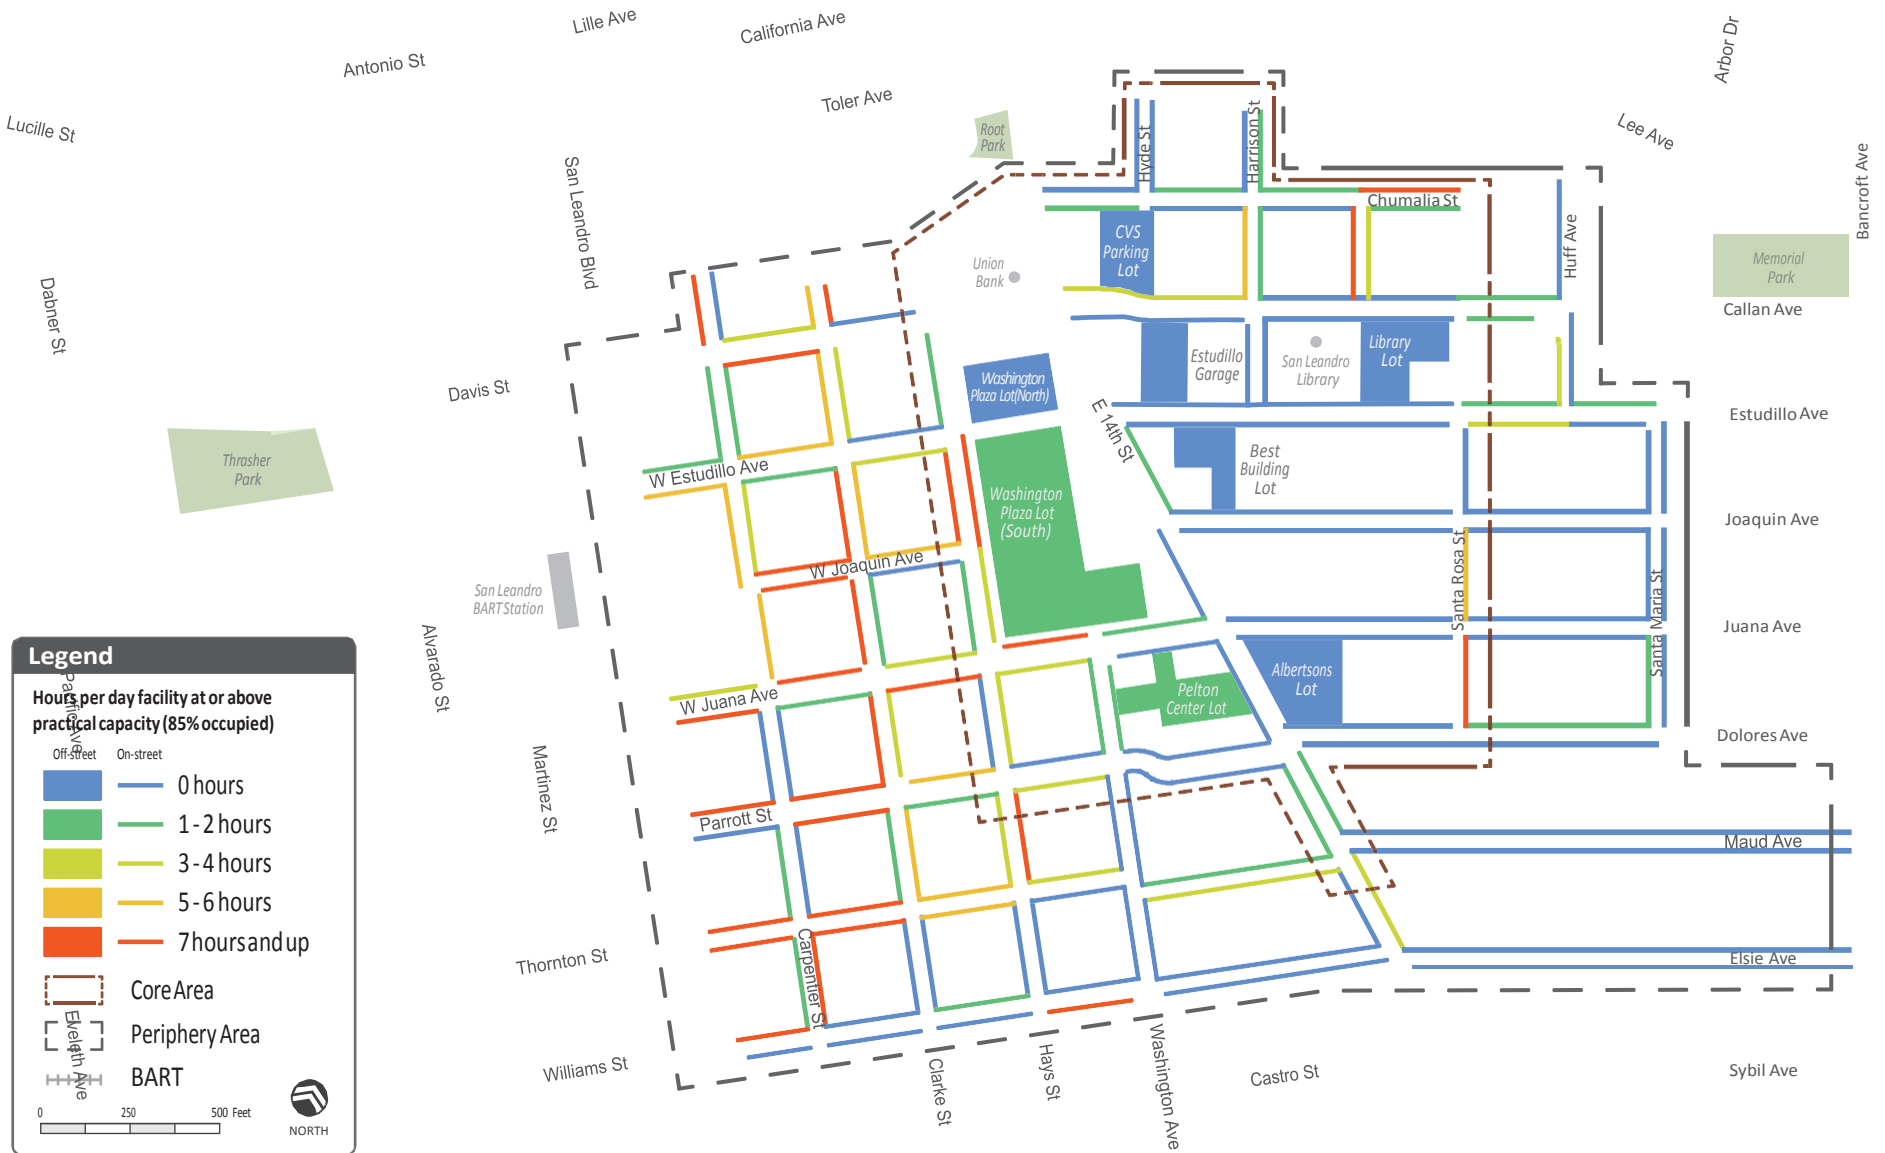 Lille Ave
California Ave
Antonio St
Toler Ave
Arbor Dr
Lucille St
Lee Ave
Root
Park
Hyde St
Harrison St
Bancroft Ave
San Leandro Blvd
Chumalia St
Huff Ave
CVS
Parking
Lot
Union
Bank
Memorial
Park
Dabner St
Callan Ave
Estudillo
Garage
San Leandro
Library
Library
Lot
Davis St
Washington
Plaza Lot(North)
E 14th St
Estudillo Ave
Thrasher
Park
W Estudillo Ave
Best
Building
Lot
Washington
Plaza Lot
(South)
Joaquin Ave
W Joaquin Ave
San Leandro
BART Station
Santa Rosa St
Santa Maria St
Juana Ave
Alvarado St
W Juana Ave
Pelton
Center Lot
Albertsons
Lot
Dolores Ave
Martinez St
Parrott St
Maud Ave
Thornton St
Carpentier St
Elsie Ave
Williams St
Clarke St
Hays St
Washington Ave
Castro St
Sybil Ave
Legend
Hours per day facility at or above
practical capacity (85% occupied)
Off-street On-street
0 hours
1 - 2 hours
3 - 4 hours
5 - 6 hours
7 hours and up
Core Area
Periphery Area
BART
Eveleth Ave
0 250 500 Feet
NORTH